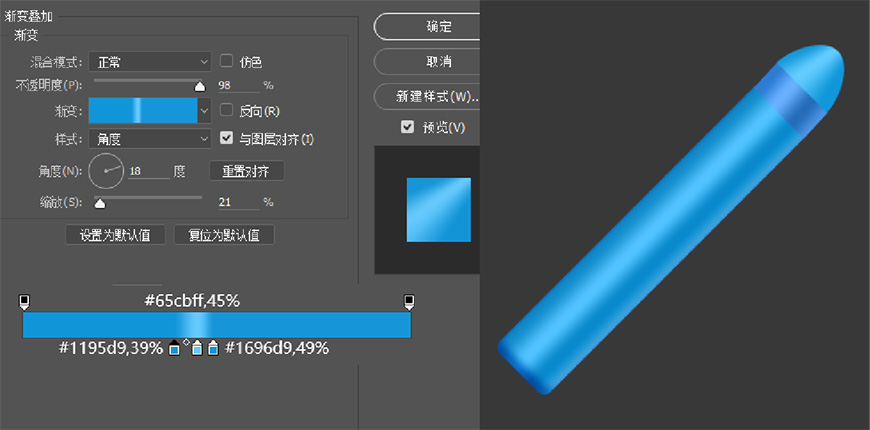 渐变叠加
渐变
混合模式: 正常 仿色
不透明度(P): 98 %
渐变: 反向(R)
样式: 角度 与图层对齐(I)
角度(N): 18 度 重置对齐
缩放(S): 21 %
设置为默认值 复位为默认值
确定
取消
新建样式(W)...
预览(V)
#65cbff,45%
#1195d9,39% #1696d9,49%